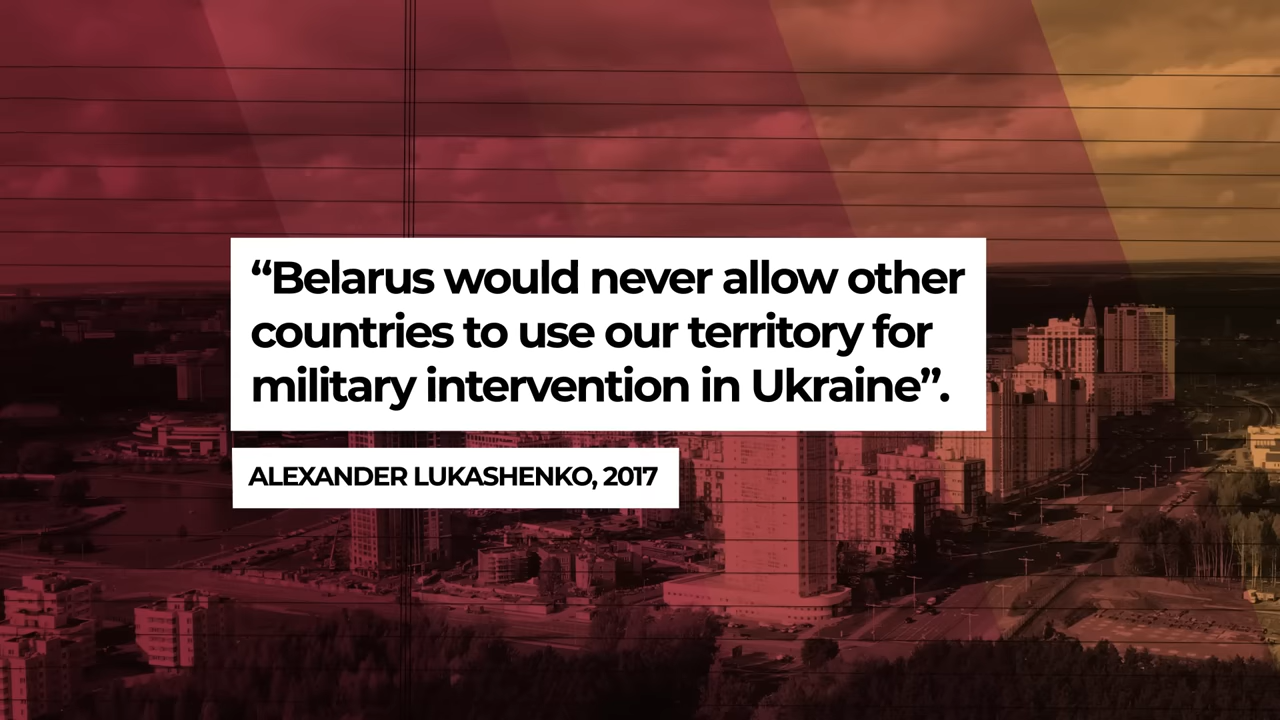 “Belarus would never allow other
countries to use our territory for
military intervention in Ukraine”.
ALEXANDER LUKASHENKO, 2017